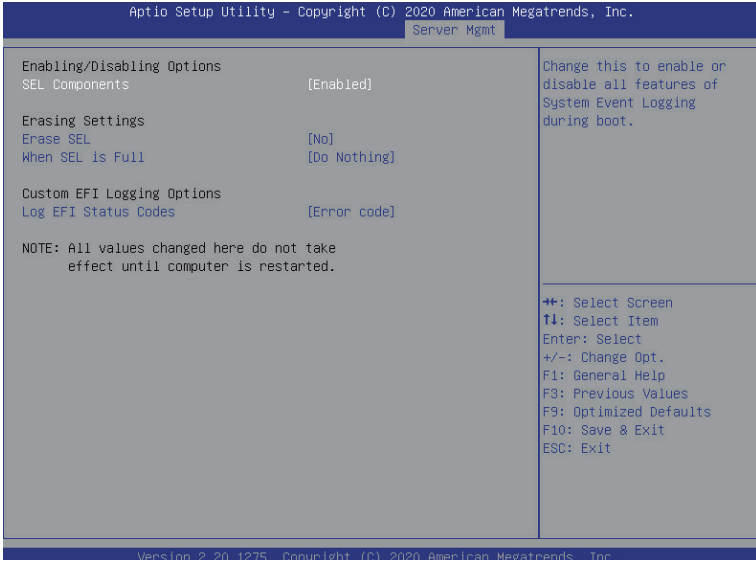 Aptio Setup Utility – Copyright (C) 2020 American Megatrends, Inc.
Server Mgmt
Enabling/Disabling Options
SEL Components [Enabled]
Erasing Settings
Erase SEL [No]
When SEL is Full [Do Nothing]
Custom EFI Logging Options
Log EFI Status Codes [Error code]
NOTE: All values changed here do not take
effect until computer is restarted.
Change this to enable or
disable all features of
System Event Logging
during boot.
→←: Select Screen
↑↓: Select Item
Enter: Select
+/-: Change Opt.
F1: General Help
F3: Previous Values
F9: Optimized Defaults
F10: Save & Exit
ESC: Exit
Version 2.20.1275. Copyright (C) 2020 American Megatrends, Inc.